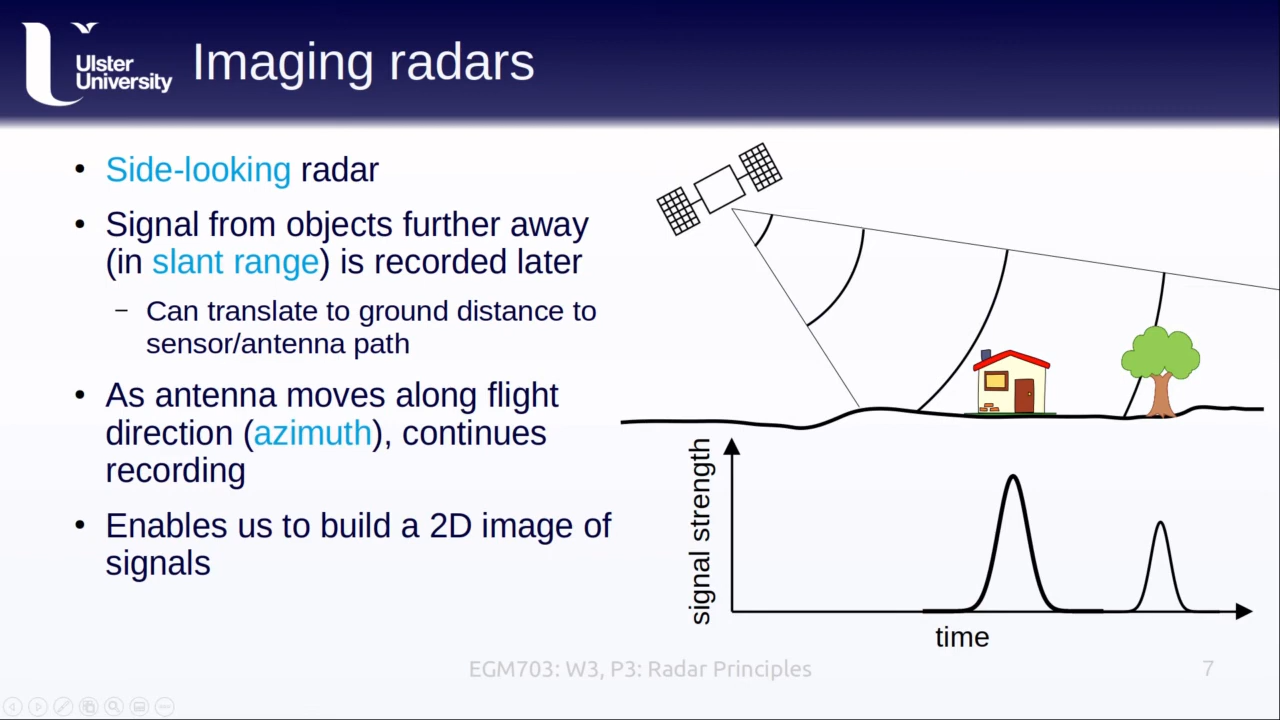 Ulster
University
Imaging radars
• Side-looking radar
• Signal from objects further away
(in slant range) is recorded later
– Can translate to ground distance to
sensor/antenna path
• As antenna moves along flight
direction (azimuth), continues
recording
• Enables us to build a 2D image of
signals
signal strength
time
EGM703: W3, P3: Radar Principles
7